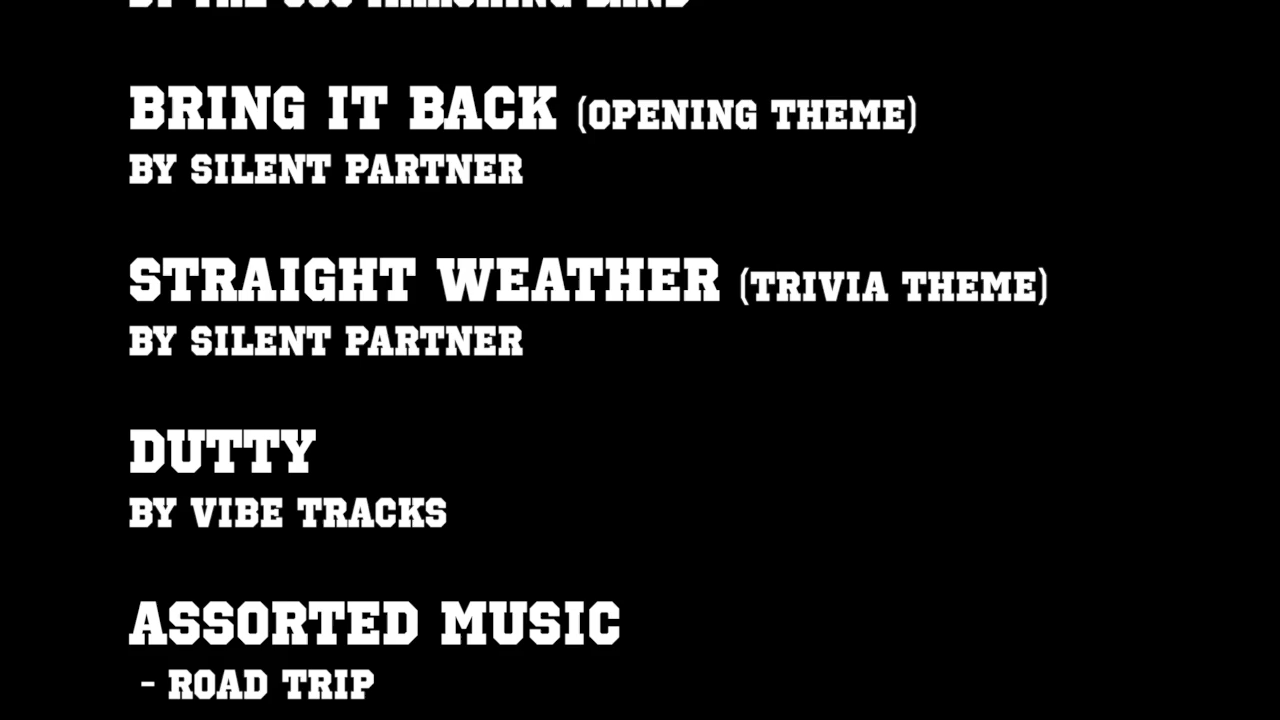 BRING IT BACK (OPENING THEME)
BY SILENT PARTNER
STRAIGHT WEATHER (TRIVIA THEME)
BY SILENT PARTNER
DUTTY
BY VIBE TRACKS
ASSORTED MUSIC
- ROAD TRIP